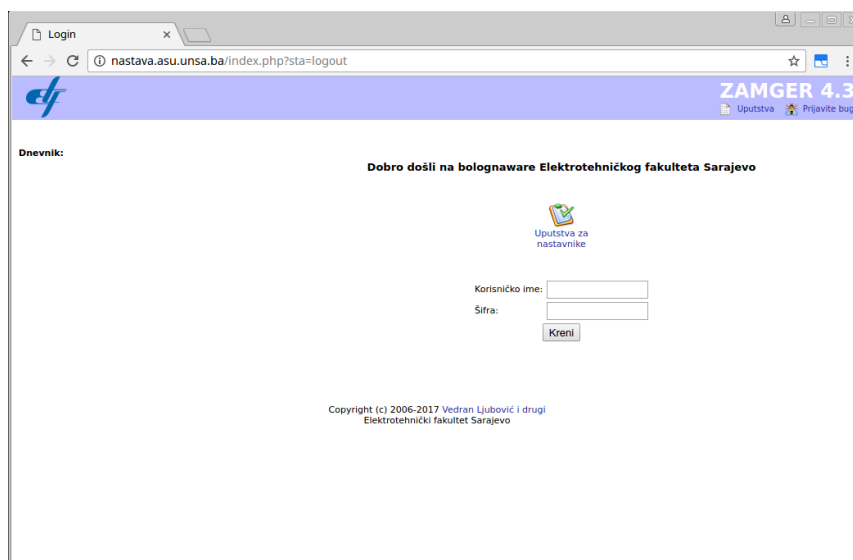 Login
nastava.asu.unsa.ba/index.php?sta=logout
ZAMGER 4.3
Uputstva Prijavite bug
Dnevnik:
Dobro došli na bolognaware Elektrotehničkog fakulteta Sarajevo
Uputstva za
nastavnike
Korisničko ime:
Šifra:
Kreni
Copyright (c) 2006-2017 Vedran Ljubović i drugi
Elektrotehnički fakultet Sarajevo